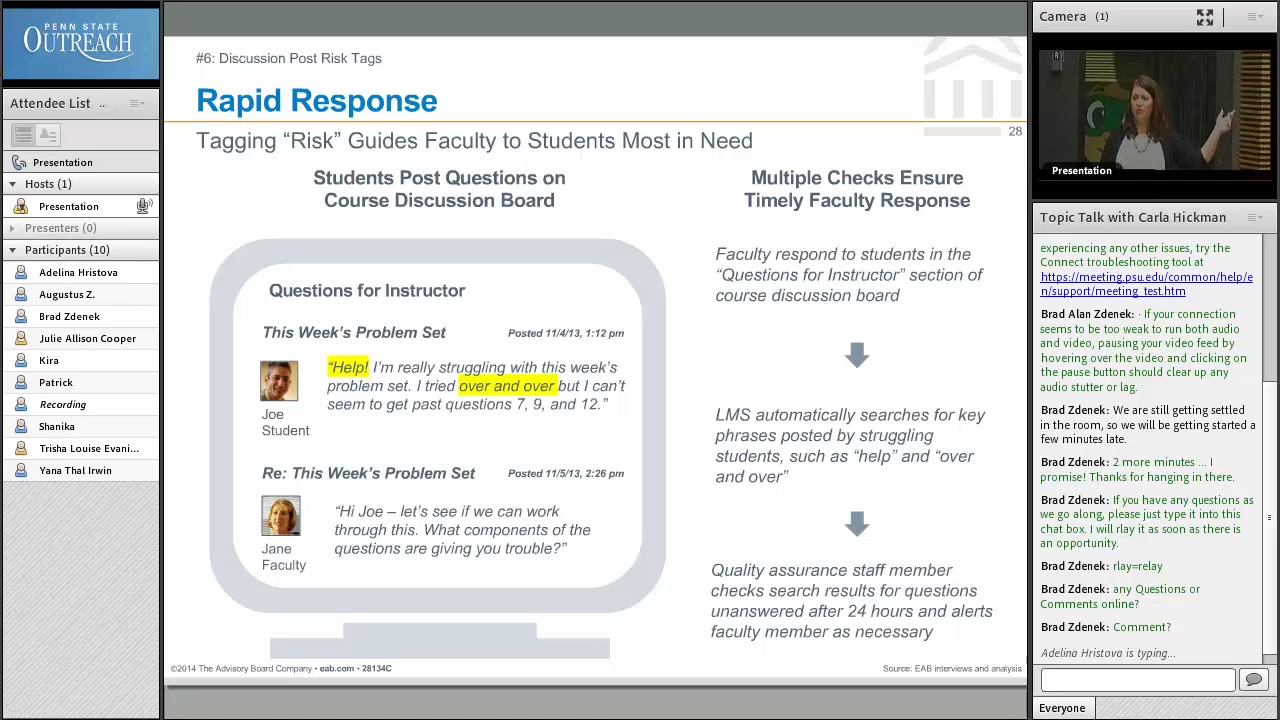 PENN STATE
OUTREACH
Attendee List ..
Presentation
Hosts (1)
Presentation
Presenters (0)
Participants (10)
Adelina Hristova
Augustus Z.
Brad Zdenek
Julie Allison Cooper
Kira
Patrick
Recording
Shanika
Trisha Louise Evani...
Yana Thal Irwin
#6: Discussion Post Risk Tags
Rapid Response
28
Tagging “Risk” Guides Faculty to Students Most in Need
Students Post Questions on
Course Discussion Board
Questions for Instructor
This Week’s Problem Set
Posted 11/4/13, 1:12 pm
“Help! I’m really struggling with this week’s
problem set. I tried over and over but I can’t
seem to get past questions 7, 9, and 12.”
Joe
Student
Re: This Week’s Problem Set
Posted 11/5/13, 2:26 pm
“Hi Joe – let’s see if we can work
through this. What components of the
questions are giving you trouble?”
Jane
Faculty
Multiple Checks Ensure
Timely Faculty Response
Faculty respond to students in the
“Questions for Instructor” section of
course discussion board
LMS automatically searches for key
phrases posted by struggling
students, such as “help” and “over
and over”
Quality assurance staff member
checks search results for questions
unanswered after 24 hours and alerts
faculty member as necessary
©2014 The Advisory Board Company • eab.com • 28134C
Source: EAB interviews and analysis
Camera (1)
Presentation
Topic Talk with Carla Hickman
experiencing any other issues, try the
Connect troubleshooting tool at
https://meeting.psu.edu/common/help/e
n/support/meeting_test.htm
Brad Alan Zdenek: · If your connection
seems to be too weak to run both audio
and video, pausing your video feed by
hovering over the video and clicking on
the pause button should clear up any
audio stutter or lag.
Brad Zdenek: We are still getting settled
in the room, so we will be getting started a
few minutes late.
Brad Zdenek: 2 more minutes ... I
promise! Thanks for hanging in there.
Brad Zdenek: If you have any questions as
we go along, please just type it into this
chat box. I will rlay it as soon as there is
an opportunity.
Brad Zdenek: rlay=relay
Brad Zdenek: any Questions or
Comments online?
Brad Zdenek: Comment?
Adelina Hristova is typing...
Everyone